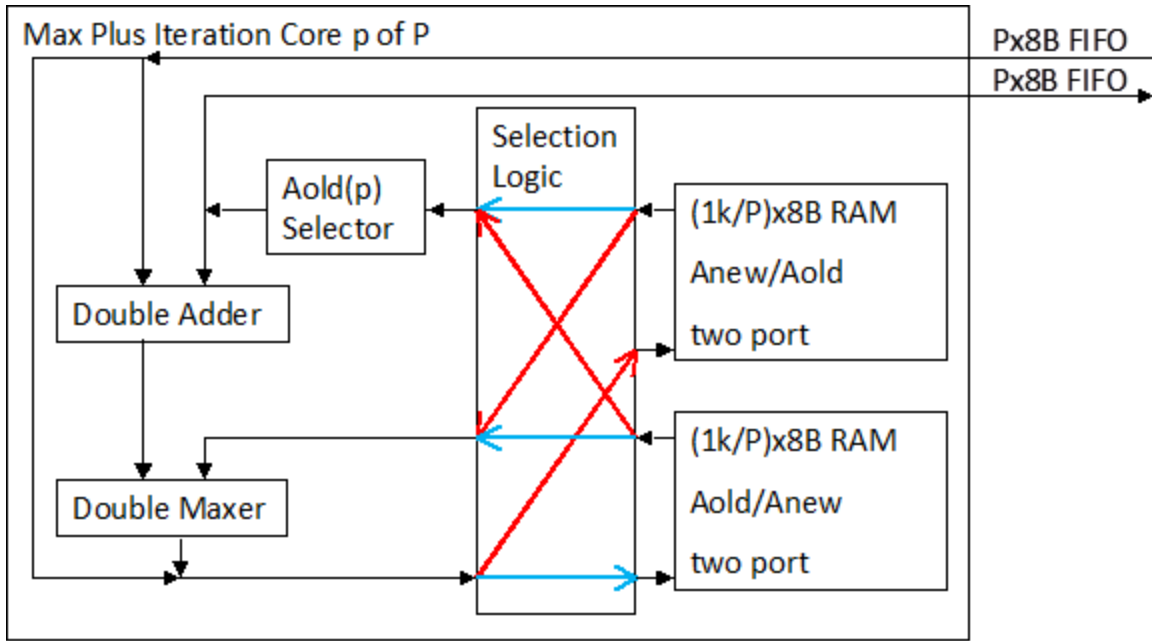 Max Plus Iteration Core p of P
Px8B FIFO
Px8B FIFO
Selection
Logic
Aold(p)
Selector
(1k/P)x8B RAM
Anew/Aold
two port
Double Adder
(1k/P)x8B RAM
Aold/Anew
two port
Double Maxer